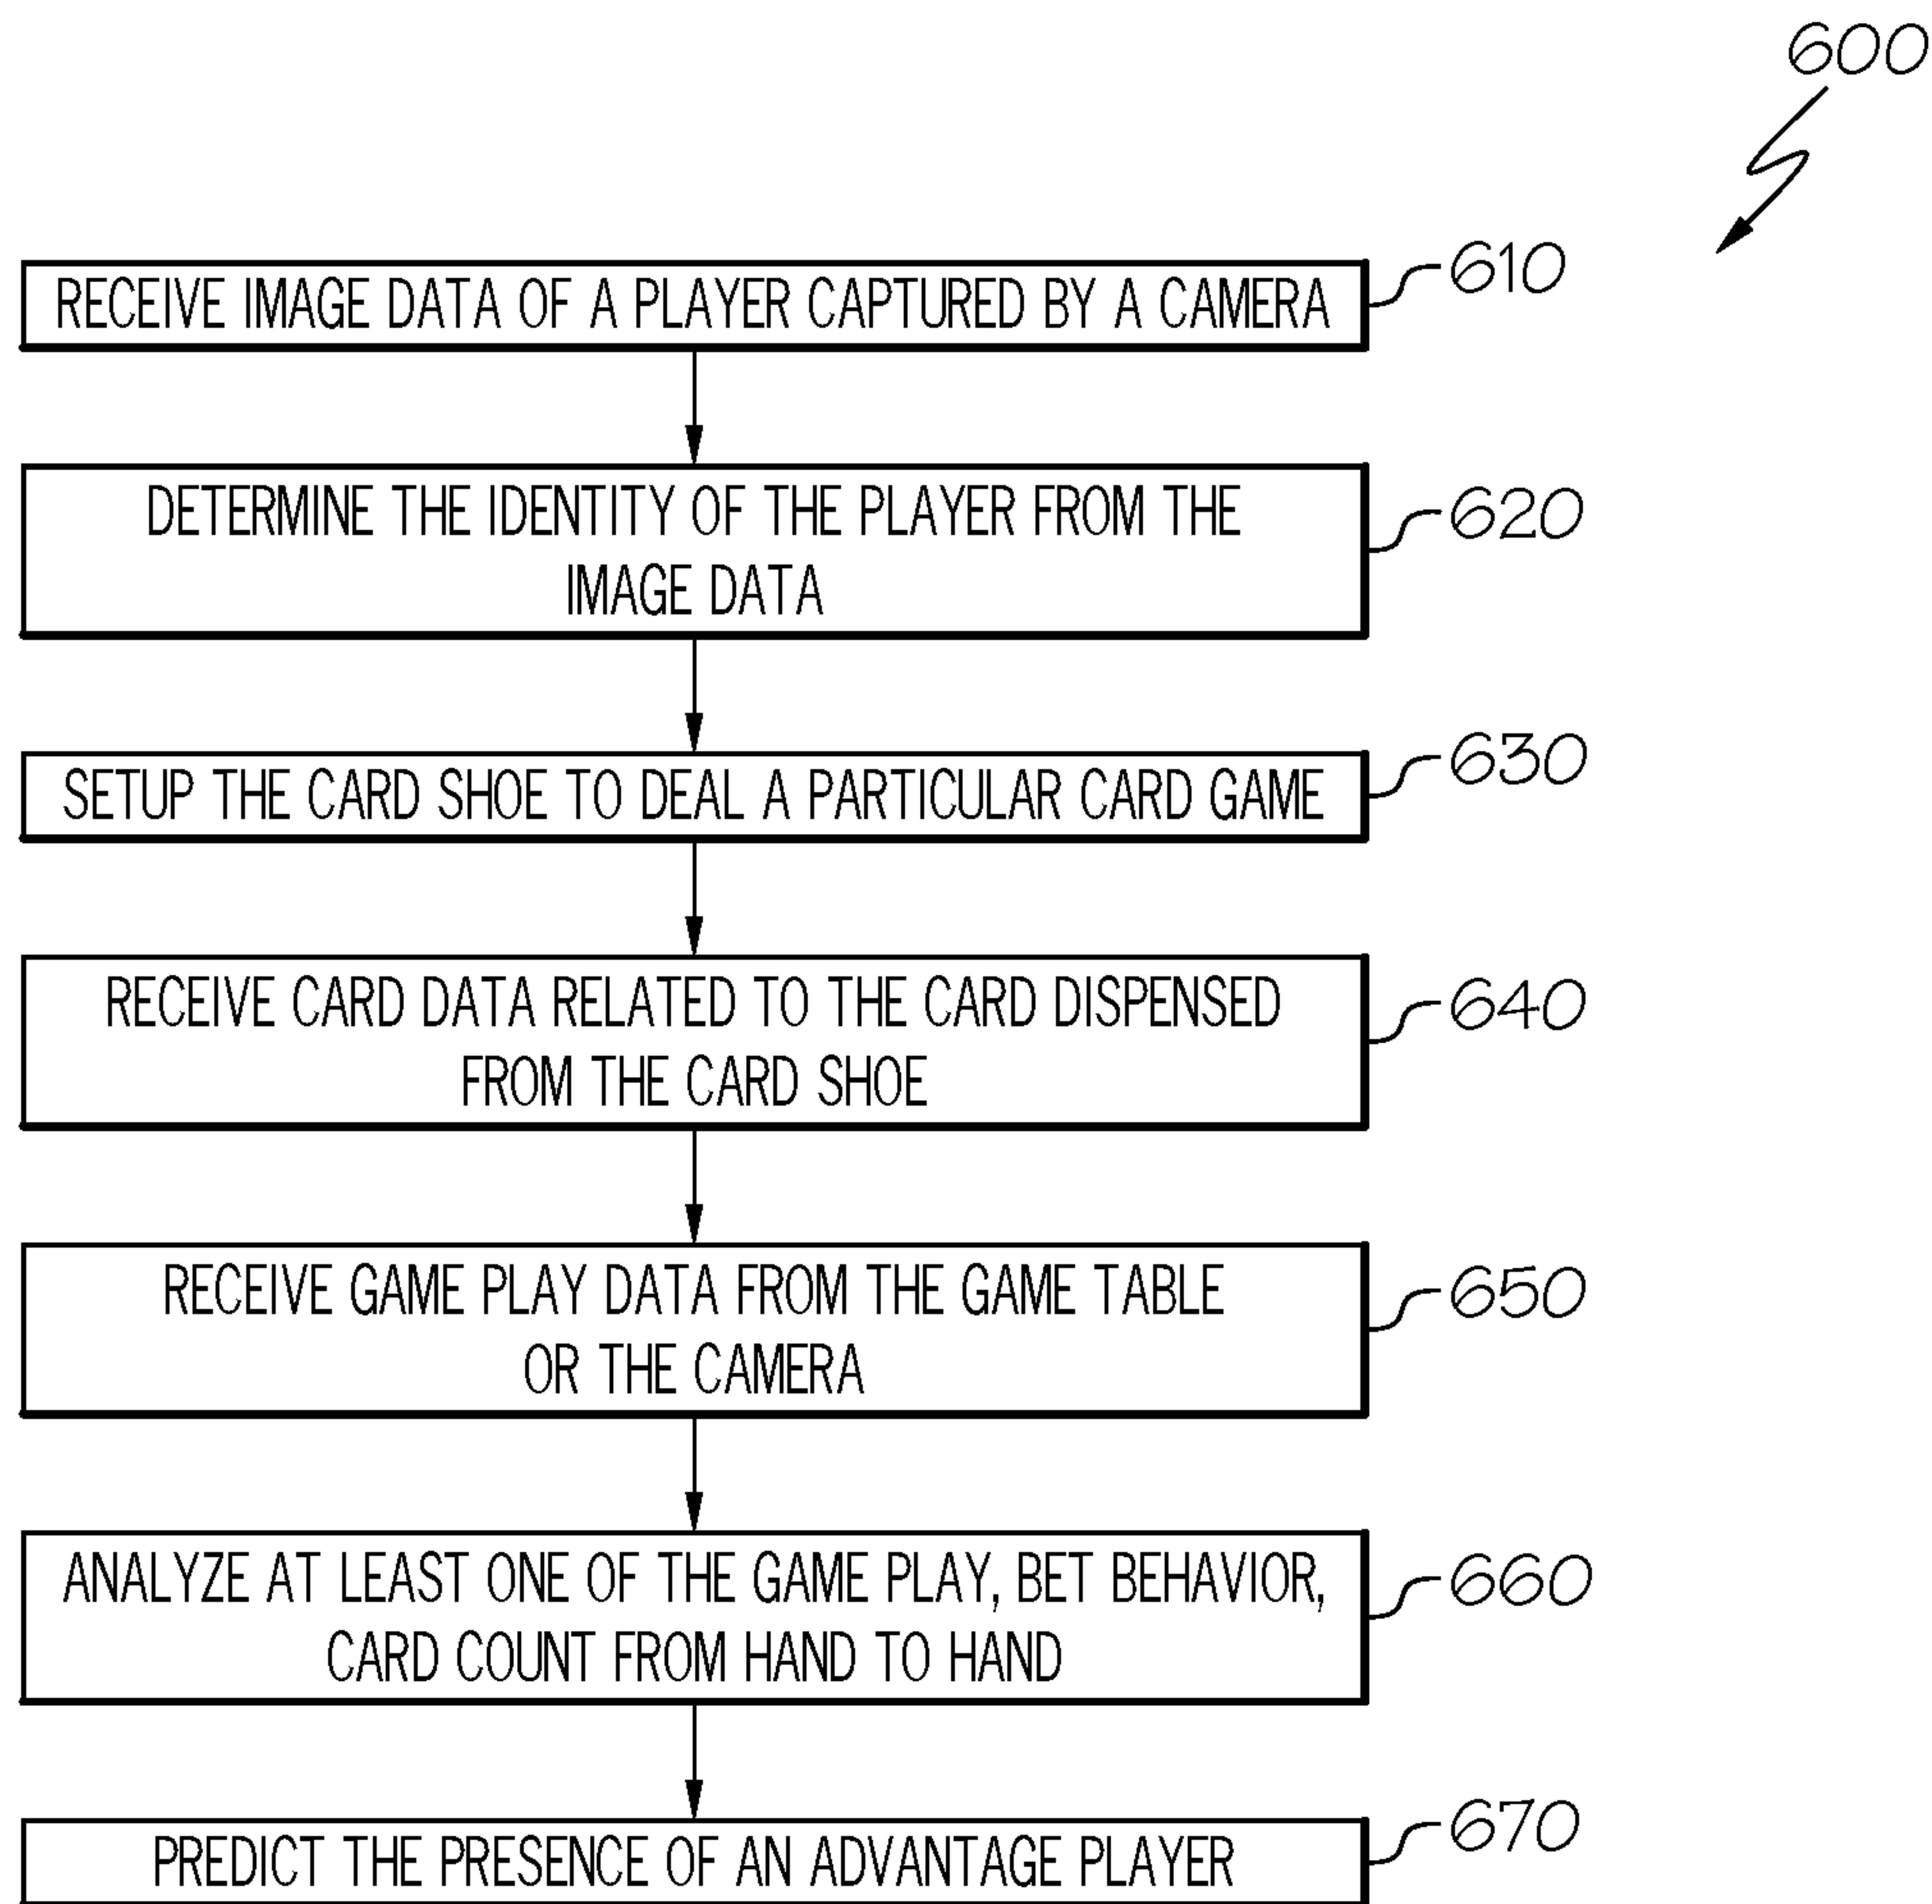 600
RECEIVE IMAGE DATA OF A PLAYER CAPTURED BY A CAMERA
610
DETERMINE THE IDENTITY OF THE PLAYER FROM THE
IMAGE DATA
620
SETUP THE CARD SHOE TO DEAL A PARTICULAR CARD GAME
630
RECEIVE CARD DATA RELATED TO THE CARD DISPENSED
FROM THE CARD SHOE
640
RECEIVE GAME PLAY DATA FROM THE GAME TABLE
OR THE CAMERA
650
ANALYZE AT LEAST ONE OF THE GAME PLAY, BET BEHAVIOR,
CARD COUNT FROM HAND TO HAND
660
PREDICT THE PRESENCE OF AN ADVANTAGE PLAYER
670